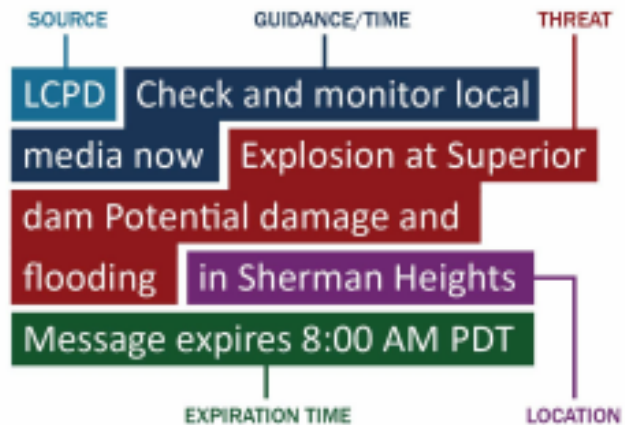 SOURCE GUIDANCE/TIME THREAT
LCPD Check and monitor local
media now Explosion at Superior
dam Potential damage and
flooding in Sherman Heights
Message expires 8:00 AM PDT
EXPIRATION TIME LOCATION